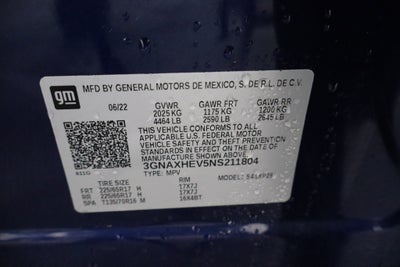 gm
MFD BY GENERAL MOTORS DE MEXICO, S. DE R.L. DE C.V.
06/22 GVWR GAWR FRT GAWR RR
2025 KG 1175 KG 1200 KG
4464 LB 2590 LB 2645 LB
THIS VEHICLE CONFORMS TO ALL
APPLICABLE U.S. FEDERAL MOTOR
VEHICLE SAFETY AND THEFT PREVENTION
STANDARDS IN EFFECT ON THE DATE OF
MANUFACTURE SHOWN ABOVE.
3GNAXHEV5NS211804
TYPE: MPV
TIRE SIZE RIM
FRT 225/65R17 H 17X7J
RR 225/65R17 H 17X7J
SPA T135/70R16 M 16X4BT